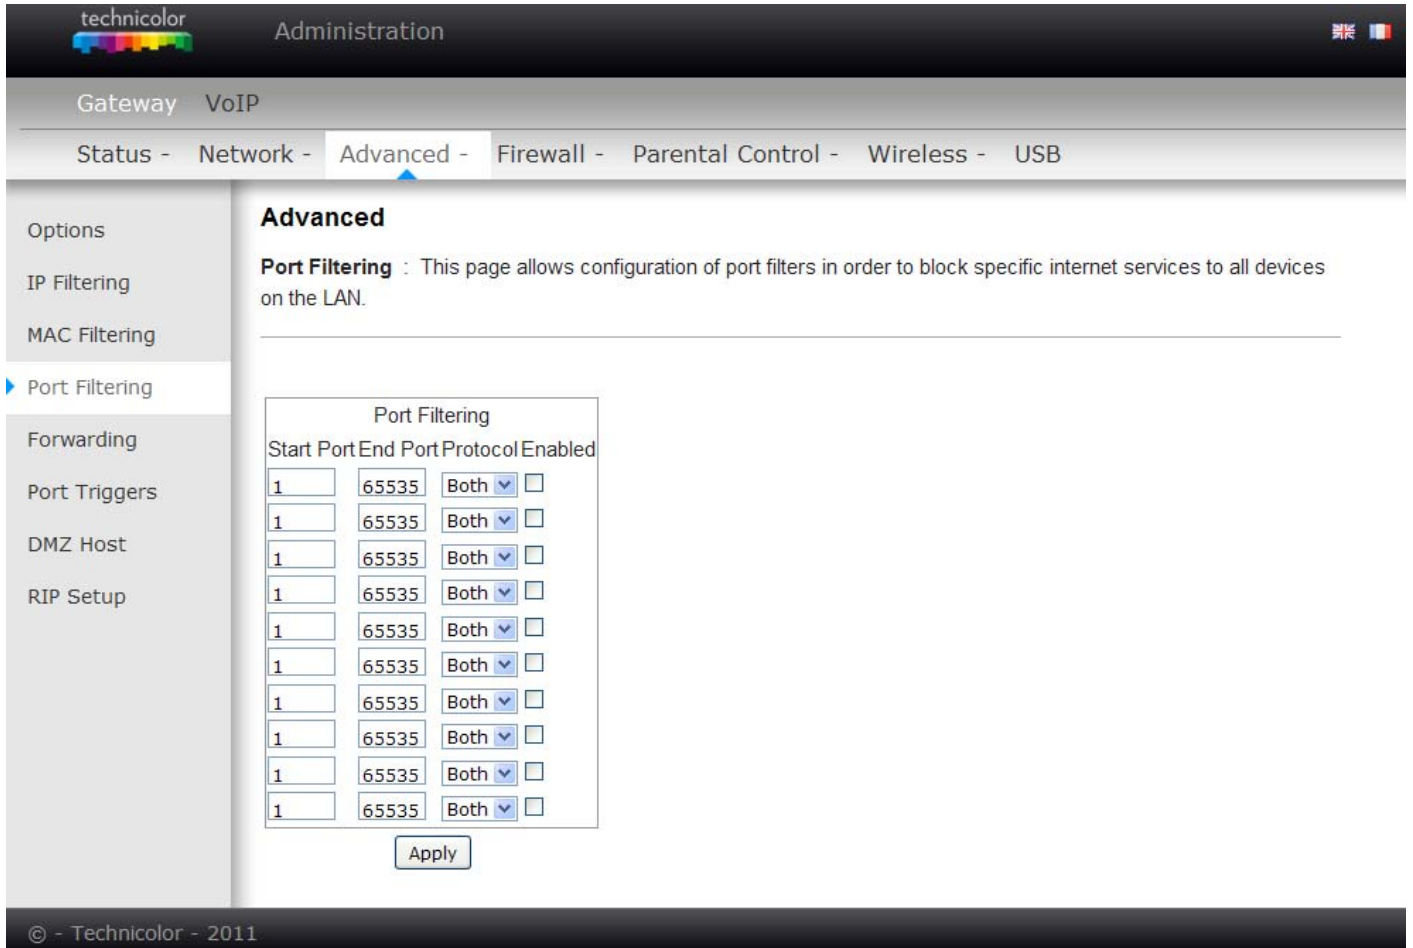 technicolor
Administration
Gateway VoIP
Status - Network - Advanced - Firewall - Parental Control - Wireless - USB
Options
IP Filtering
MAC Filtering
Port Filtering
Forwarding
Port Triggers
DMZ Host
RIP Setup
Advanced
Port Filtering : This page allows configuration of port filters in order to block specific internet services to all devices
on the LAN.
Port Filtering
Start Port End Port Protocol Enabled
1 65535 Both
1 65535 Both
1 65535 Both
1 65535 Both
1 65535 Both
1 65535 Both
1 65535 Both
1 65535 Both
1 65535 Both
1 65535 Both
Apply
© - Technicolor - 2011